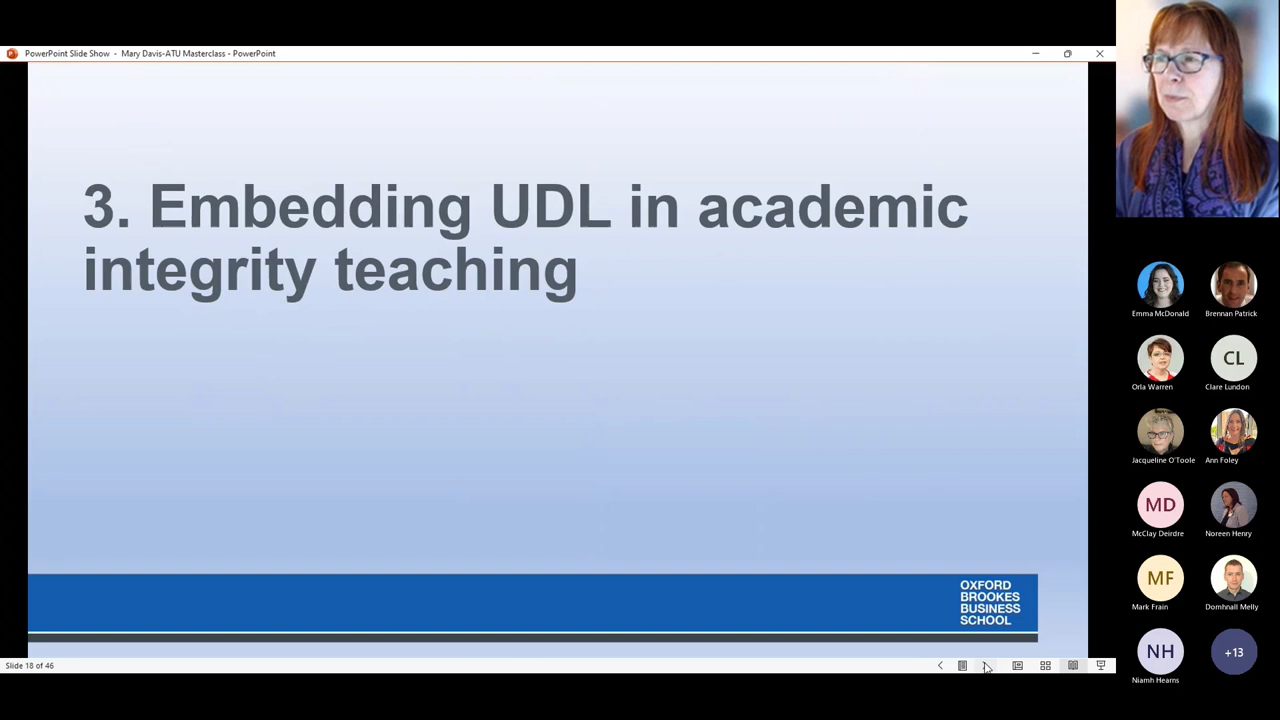 PowerPoint Slide Show - Mary Davis-ATU Masterclass - PowerPoint
3. Embedding UDL in academic
integrity teaching
OXFORD
BROOKES
BUSINESS
SCHOOL
Slide 18 of 46
Emma McDonald
Brennan Patrick
CL
Orla Warren
Clare Lundon
Jacqueline O'Toole
Ann Foley
MD
McClay Deirdre
Noreen Henry
MF
Mark Frain
Domhnall Melly
NH
+13
Niamh Hearns